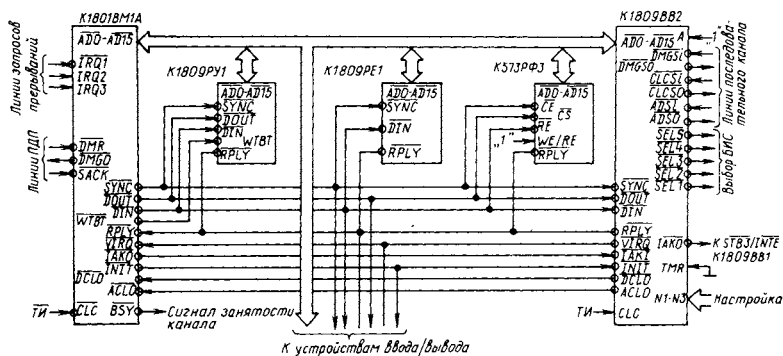 К1801ВМ1А
К1809ВВ2
AD0-AD15
Линии запросов прерываний
IRQ1
IRQ2
IRQ3
Линии ПДП
DMR
DMGO
SACK
SYNC
DOUT
DIN
WTBT
RPLY
VIRQ
IAKO
INIT
DCLO
ACLO
ТИ
CLC
BSY
Сигнал занятости канала
К1809РУ1
AD0-AD15
SYNC
DOUT
DIN
WTBT
RPLY
К1809РЕ1
AD0-AD15
SYNC
DIN
RPLY
К573РФ3
AD0-AD15
CE
CS
RE
„1"
WE/RE
RPLY
К устройствам ввода/вывода
AD0-AD15
A
„1"
DMGSI
DMGSO
CLCSI
CLCSO
ADSI
ADSO
Линии последовательного канала
SEL5
SEL4
SEL3
SEL2
SEL1
Выбор БИС
SYNC
DOUT
DIN
RPLY
VIRQ
IAKI
INIT
DCLO
ACLO
IAKO
К STB3/INTE
К1809ВВ1
TMR
N1-N3
Настройка
ТИ
CLC